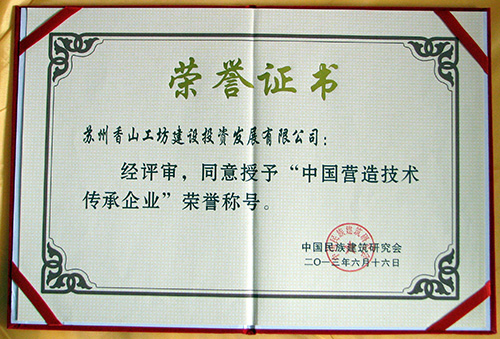 荣誉证书
苏州香山工坊建设投资发展有限公司：
经评审，同意授予“中国营造技术
传承企业”荣誉称号。
中国民族建筑研究会
二〇一三年六月十六日